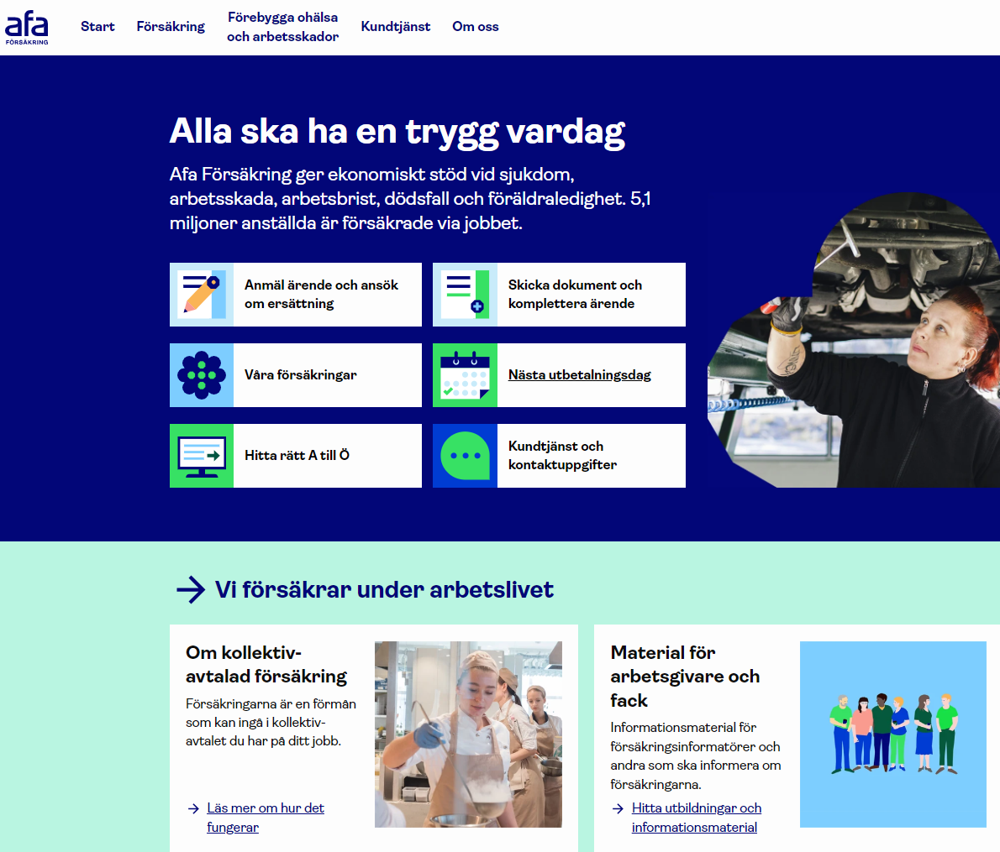 afa
FÖRSÄKRING
Start
Försäkring
Förebygga ohälsa
och arbetsskador
Kundtjänst
Om oss
Alla ska ha en trygg vardag
Afa Försäkring ger ekonomiskt stöd vid sjukdom,
arbetsskada, arbetsbrist, dödsfall och föräldraledighet. 5,1
miljoner anställda är försäkrade via jobbet.
Anmäl ärende och ansök
om ersättning
Skicka dokument och
komplettera ärende
Våra försäkringar
Nästa utbetalningsdag
Hitta rätt A till Ö
Kundtjänst och
kontaktuppgifter
Vi försäkrar under arbetslivet
Om kollektiv-
avtalad försäkring
Försäkringarna är en förmån
som kan ingå i kollektiv-
avtalet du har på ditt jobb.
Läs mer om hur det
fungerar
Material för
arbetsgivare och
fack
Informationsmaterial för
försäkringsinformatörer och
andra som ska informera om
försäkringarna.
Hitta utbildningar och
informationsmaterial